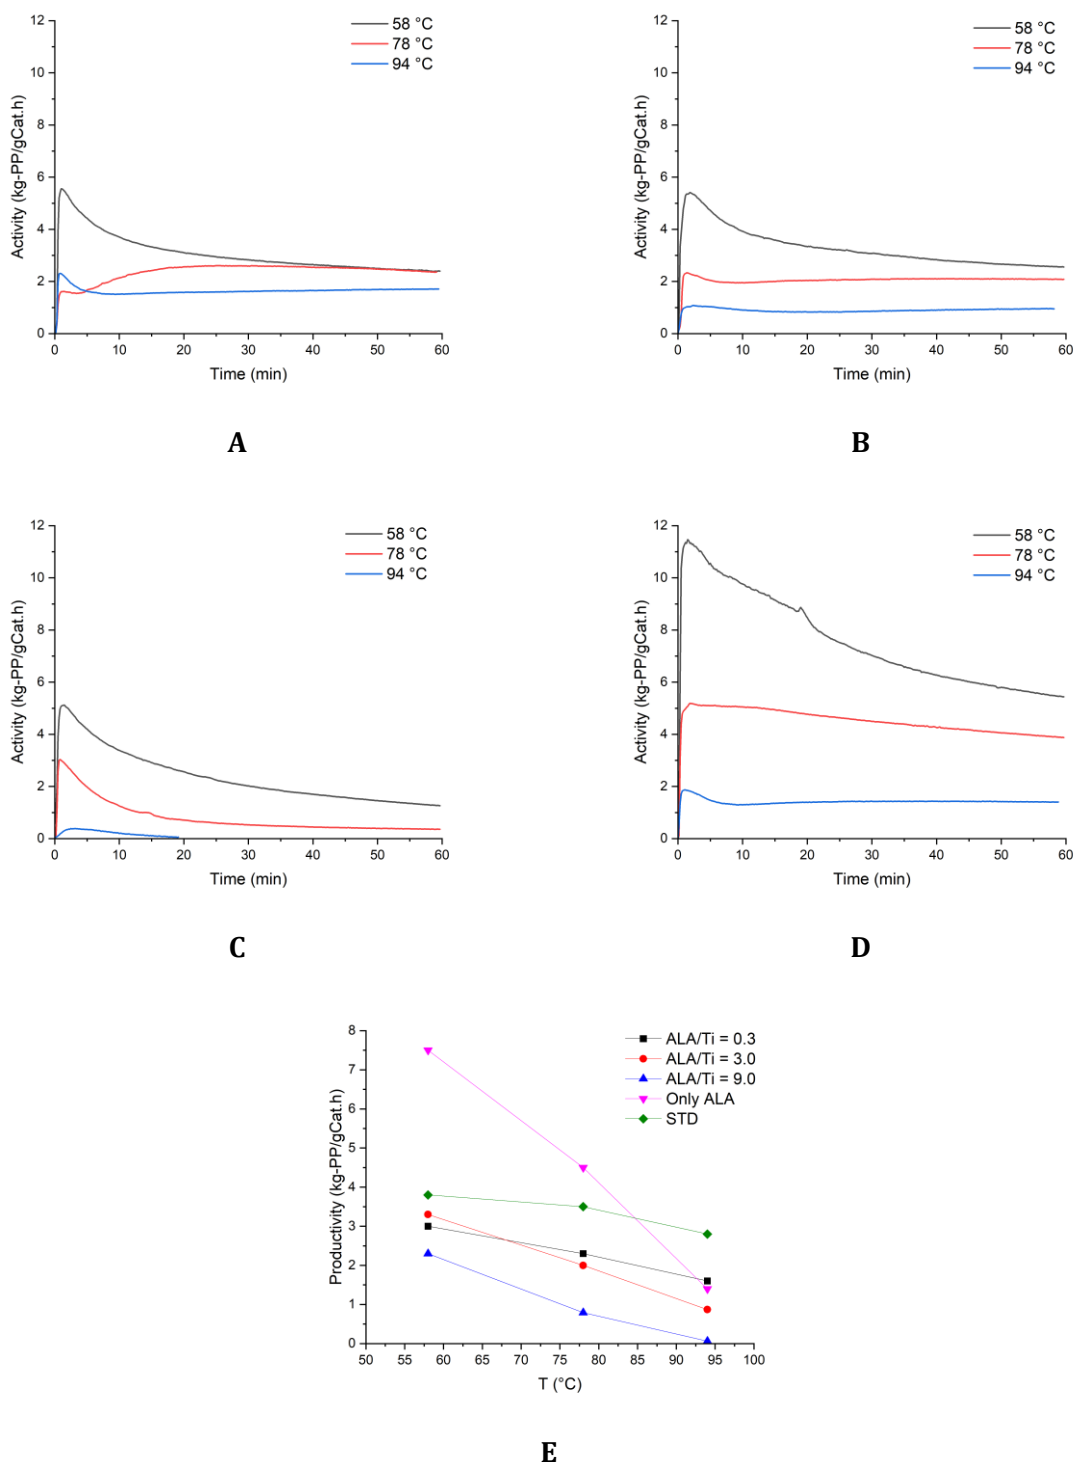 12
10
8
6
4
2
0
Activity (kg-PP/gCat.h)
58 °C
78 °C
94 °C
0 10 20 30 40 50 60
Time (min)
A
12
10
8
6
4
2
0
Activity (kg-PP/gCat.h)
58 °C
78 °C
94 °C
0 10 20 30 40 50 60
Time (min)
B
12
10
8
6
4
2
0
Activity (kg-PP/gCat.h)
58 °C
78 °C
94 °C
0 10 20 30 40 50 60
Time (min)
C
12
10
8
6
4
2
0
Activity (kg-PP/gCat.h)
58 °C
78 °C
94 °C
0 10 20 30 40 50 60
Time (min)
D
8
7
6
5
4
3
2
1
0
Productivity (kg-PP/gCat.h)
ALA/Ti = 0.3
ALA/Ti = 3.0
ALA/Ti = 9.0
Only ALA
STD
50 55 60 65 70 75 80 85 90 95 100
T (°C)
E